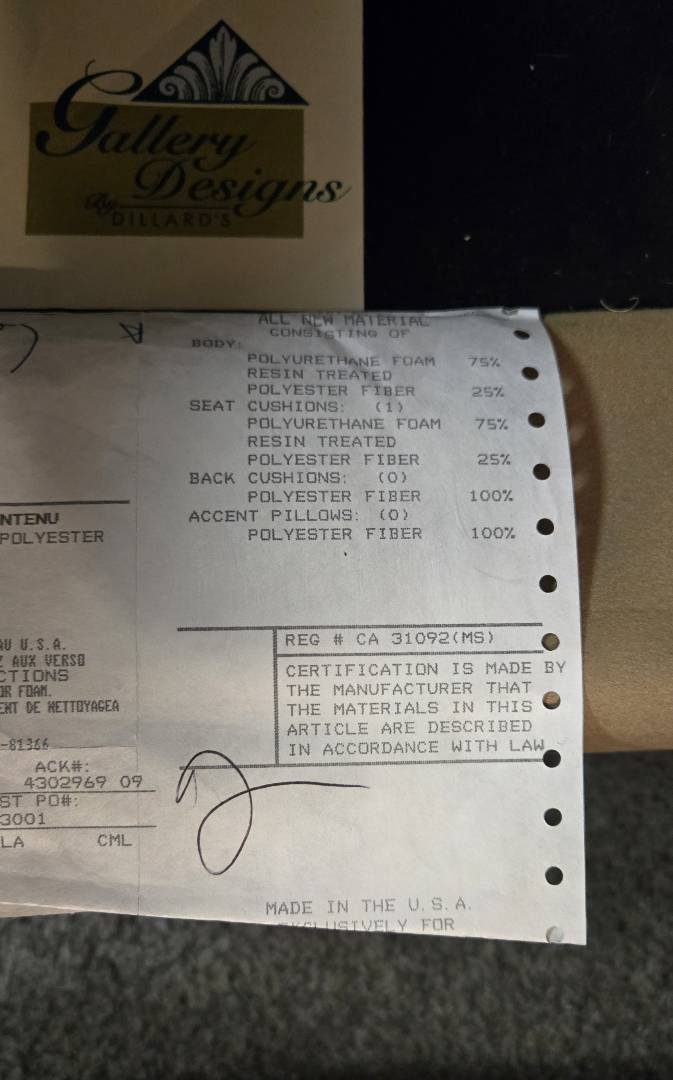 Gallery
Designs
By
DILLARD'S
ALL NEW MATERIAL
CONSISTING OF
BODY:
POLYURETHANE FOAM 75%
RESIN TREATED
POLYESTER FIBER 25%
SEAT CUSHIONS: (1)
POLYURETHANE FOAM 75%
RESIN TREATED
POLYESTER FIBER 25%
BACK CUSHIONS: (0)
POLYESTER FIBER 100%
ACCENT PILLOWS: (0)
POLYESTER FIBER 100%
NTENU
POLYESTER
AU U.S.A.
AUX VERSO
CTIONS
OR FOAM.
ENT DE NETTOYAGEA
-81366
ACK#:
4302969 09
ST PO#:
3001
LA CML
REG # CA 31092(MS)
CERTIFICATION IS MADE BY
THE MANUFACTURER THAT
THE MATERIALS IN THIS
ARTICLE ARE DESCRIBED
IN ACCORDANCE WITH LAW
MADE IN THE U.S.A.
EXCLUSIVELY FOR